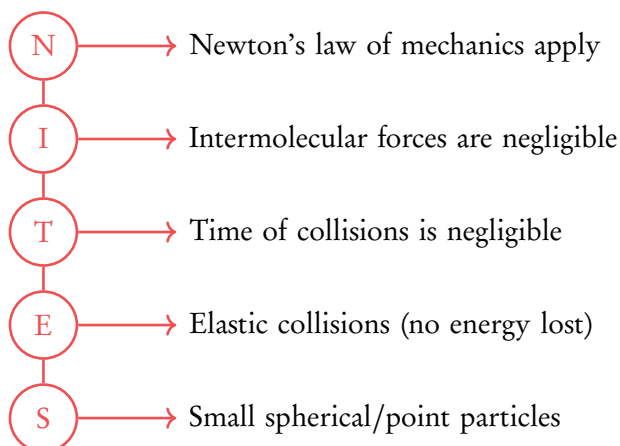 N Newton's law of mechanics apply
I Intermolecular forces are negligible
T Time of collisions is negligible
E Elastic collisions (no energy lost)
S Small spherical/point particles